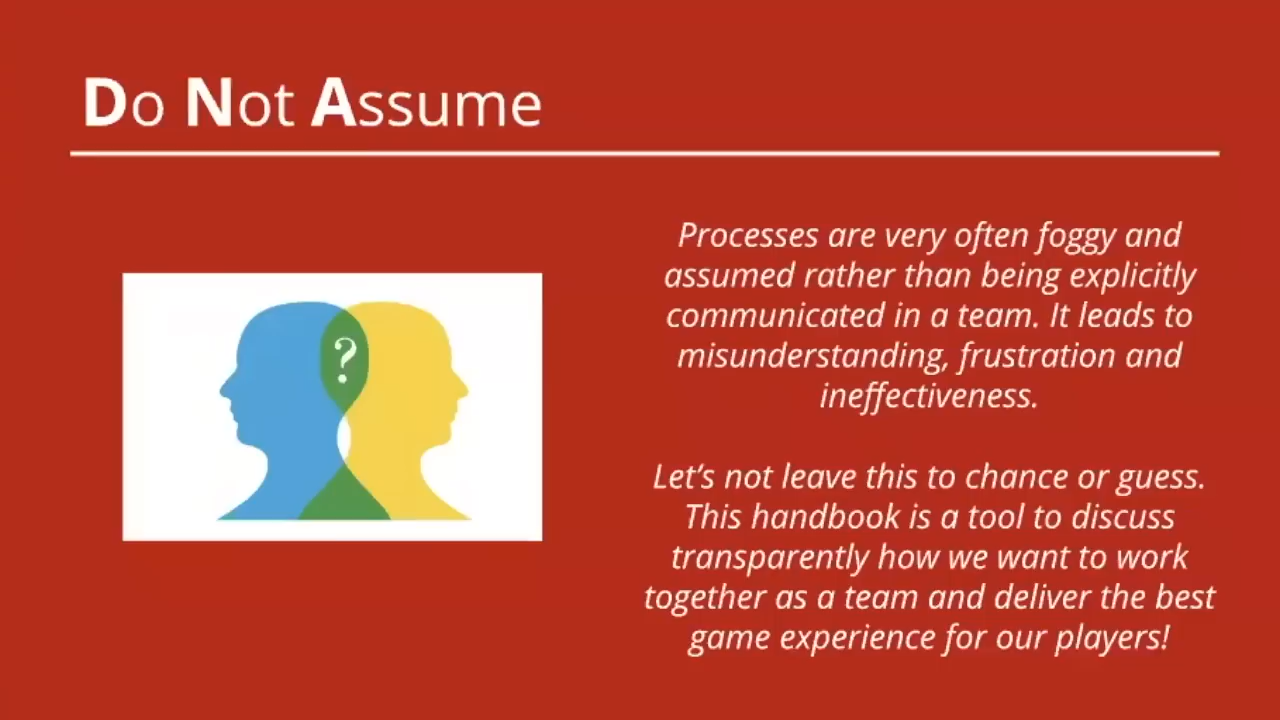 Do Not Assume
?
Processes are very often foggy and
assumed rather than being explicitly
communicated in a team. It leads to
misunderstanding, frustration and
ineffectiveness.
Let’s not leave this to chance or guess.
This handbook is a tool to discuss
transparently how we want to work
together as a team and deliver the best
game experience for our players!